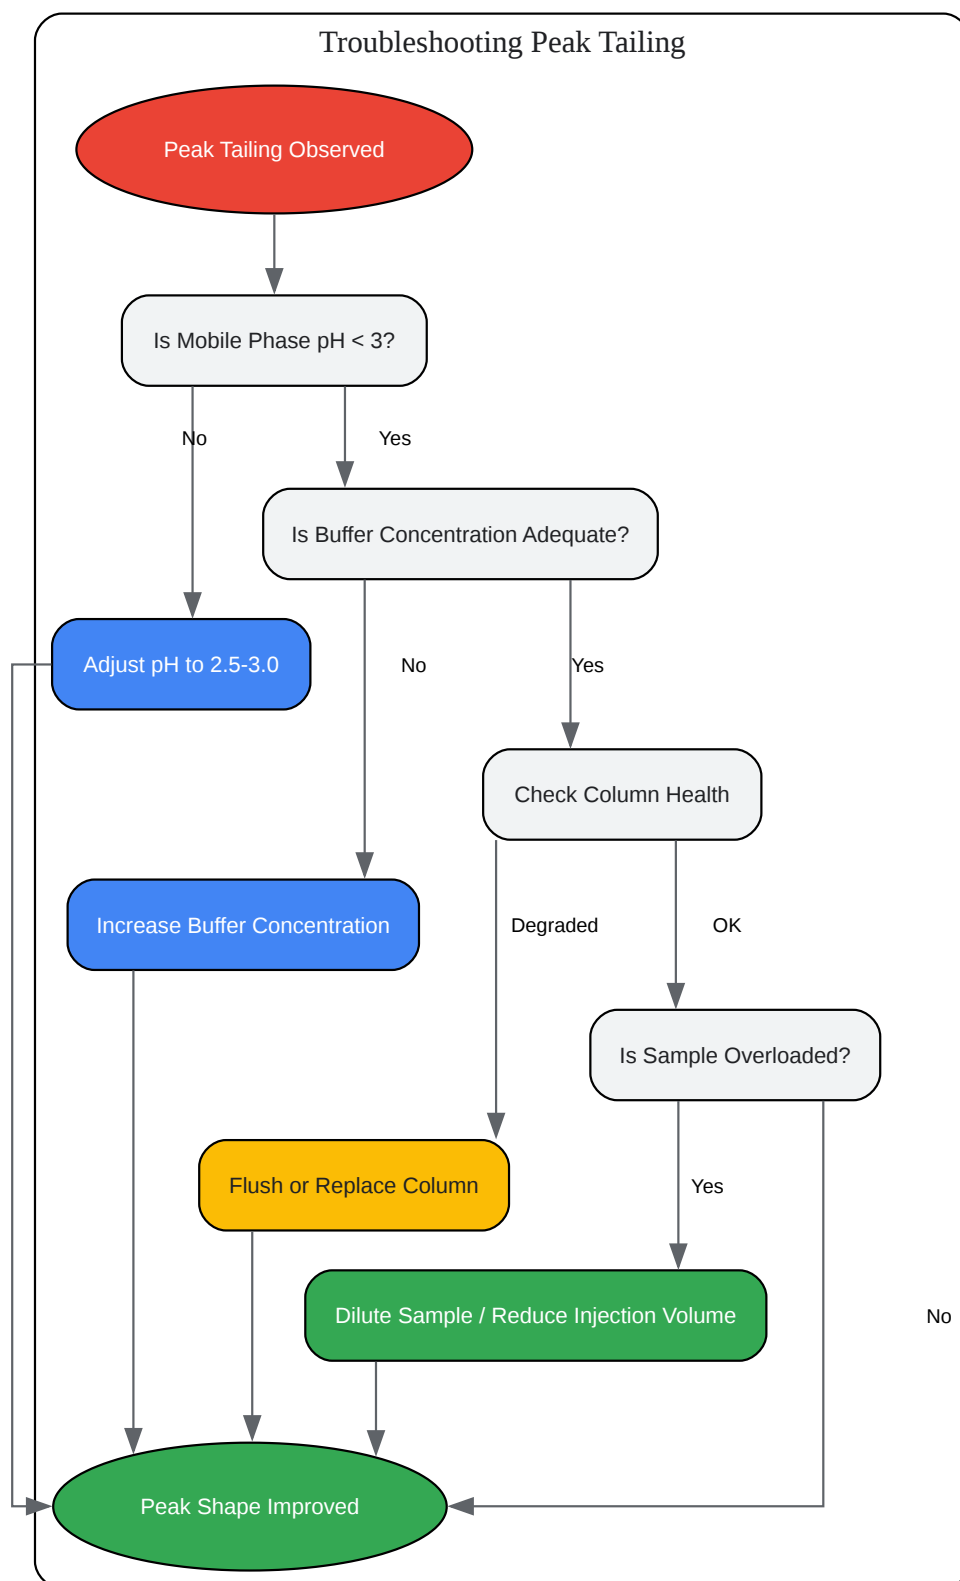 Troubleshooting Peak Tailing
Peak Tailing Observed
Is Mobile Phase pH < 3?
No
Yes
Is Buffer Concentration Adequate?
Adjust pH to 2.5-3.0
No
Yes
Check Column Health
Increase Buffer Concentration
Degraded
OK
Is Sample Overloaded?
Flush or Replace Column
Yes
Dilute Sample / Reduce Injection Volume
No
Peak Shape Improved